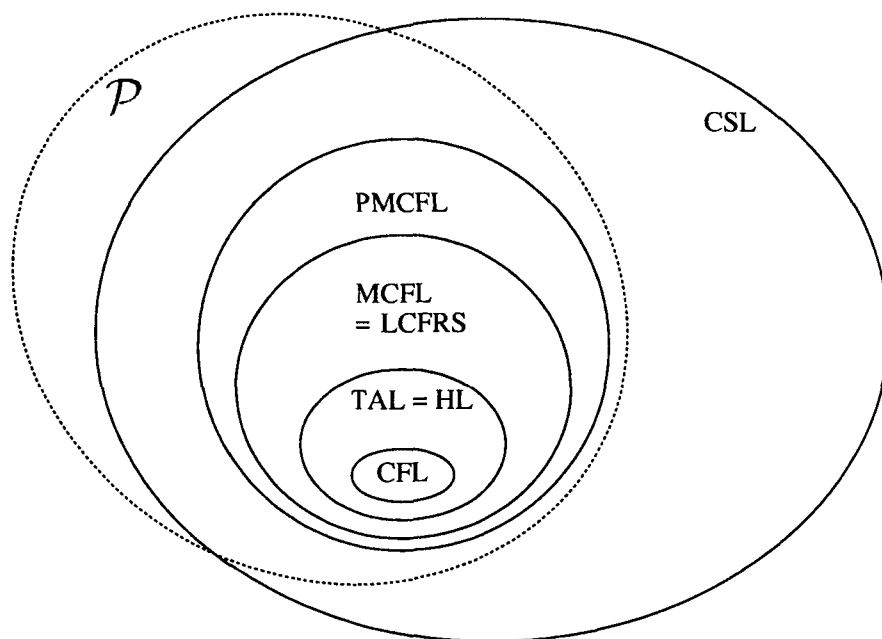 𝒫
CSL
PMCFL
MCFL
= LCFRS
TAL = HL
CFL